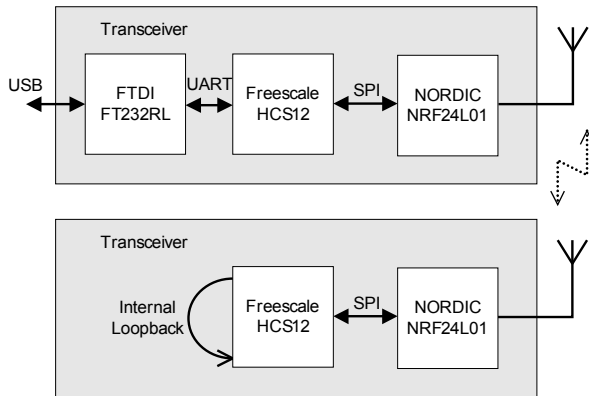 Transceiver
USB
FTDI
FT232RL
UART
Freescale
HCS12
SPI
NORDIC
NRF24L01
Transceiver
Internal
Loopback
Freescale
HCS12
SPI
NORDIC
NRF24L01